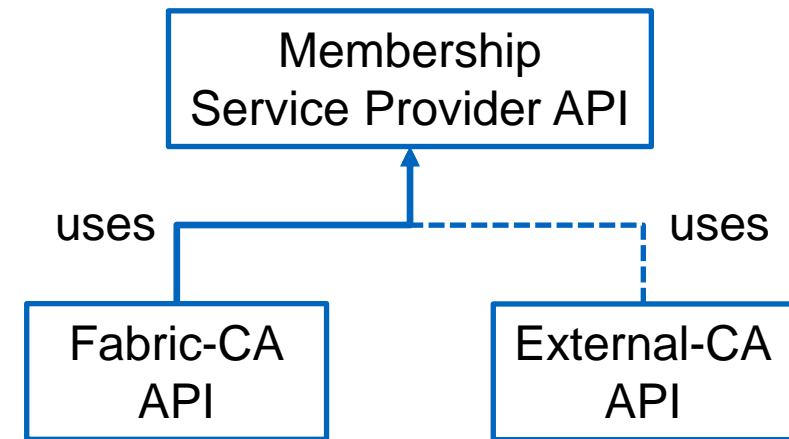 Membership
Service Provider API
uses
uses
Fabric-CA
API
External-CA
API